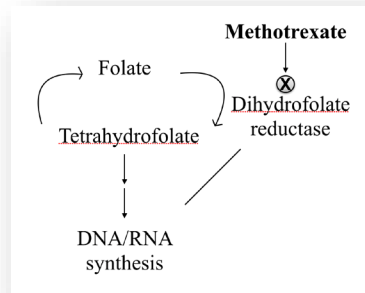 Methotrexate
Folate
X
Dihydrofolate
reductase
Tetrahydrofolate
DNA/RNA
synthesis